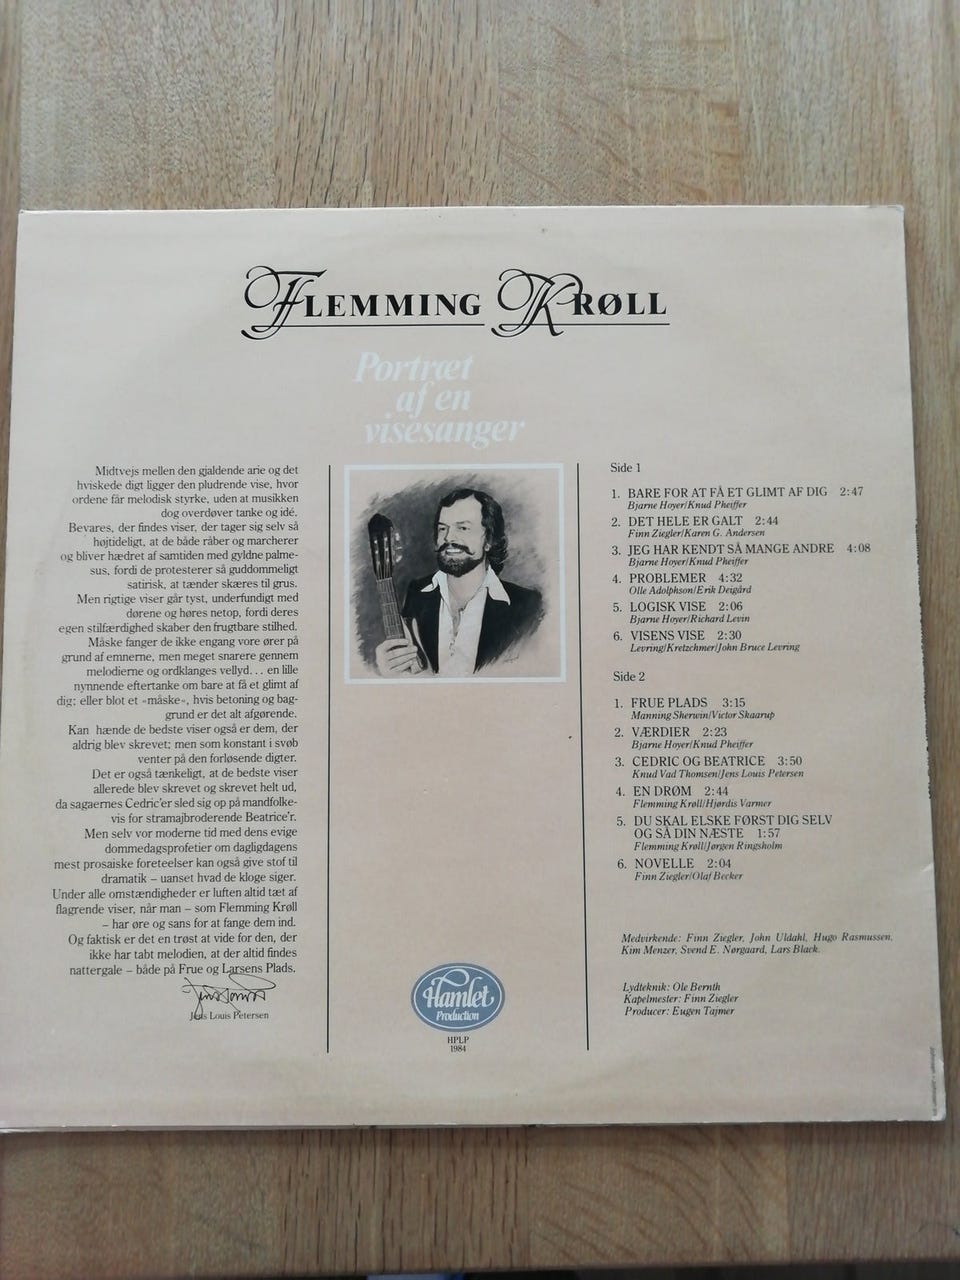 FLEMMING KRØLL
Portræt
af en
visesanger
Midtvejs mellen den gjaldende arie og det
hviskede digt ligger den pludrende vise, hvor
ordene får melodisk styrke, uden at musikken
dog overdøver tanke og idé.
Bevares, der findes viser, der tager sig selv så
højtideligt, at de både råber og marcherer
og bliver hædret af samtiden med gyldne palme-
sus, fordi de protesterer så guddommeligt
satirisk, at tænder skæres til grus.
Men rigtige viser går tyst, underfundigt med
dørene og høres netop, fordi deres
egen stilfærdighed skaber den frugtbare stilhed.
Måske fanger de ikke engang vore ører på
grund af emnerne, men meget snarere gennem
melodierne og ordklanges vellyd... en lille
nynnende eftertanke om bare at få et glimt af
dig; eller blot et «måske», hvis betoning og bag-
grund er det alt afgørende.
Kan hænde de bedste viser også er dem, der
aldrig blev skrevet; men som konstant i svøb
venter på den forløsende digter.
Det er også tænkeligt, at de bedste viser
allerede blev skrevet og skrevet helt ud,
da sagaernes Cedric'er sled sig op på mandfolke-
vis for stramajbroderende Beatrice'r.
Men selv vor moderne tid med dens evige
dommedagsprofetier om dagligdagens
mest prosaiske foreteelser kan også give stof til
dramatik – uanset hvad de kloge siger.
Under alle omstændigheder er luften altid tæt af
flagrende viser, når man – som Flemming Krøll
– har øre og sans for at fange dem ind.
Og faktisk er det en trøst at vide for den, der
ikke har tabt melodien, at der altid findes
nattergale – både på Frue og Larsens Plads.
Jens Louis Petersen
Hamlet
Production
HPLP
1984
Side 1
1. BARE FOR AT FÅ ET GLIMT AF DIG 2:47
Bjarne Hoyer/Knud Pheiffer
2. DET HELE ER GALT 2:44
Finn Ziegler/Karen G. Andersen
3. JEG HAR KENDT SÅ MANGE ANDRE 4:08
Bjarne Hoyer/Knud Pheiffer
4. PROBLEMER 4:32
Olle Adolphson/Erik Deigård
5. LOGISK VISE 2:06
Bjarne Hoyer/Richard Levin
6. VISENS VISE 2:30
Levring/Kretzchmer/John Bruce Levring
Side 2
1. FRUE PLADS 3:15
Manning Sherwin/Victor Skaarup
2. VÆRDIER 2:23
Bjarne Hoyer/Knud Pheiffer
3. CEDRIC OG BEATRICE 3:50
Knud Vad Thomsen/Jens Louis Petersen
4. EN DRØM 2:44
Flemming Krøll/Hjørdis Varmer
5. DU SKAL ELSKE FØRST DIG SELV
OG SÅ DIN NÆSTE 1:57
Flemming Krøll/Jørgen Ringsholm
6. NOVELLE 2:04
Finn Ziegler/Olaf Becker
Medvirkende: Finn Ziegler, John Uldahl, Hugo Rasmussen,
Kim Menzer, Svend E. Nørgaard, Lars Black.
Lydteknik: Ole Bernth
Kapelmester: Finn Ziegler
Producer: Eugen Tajmer